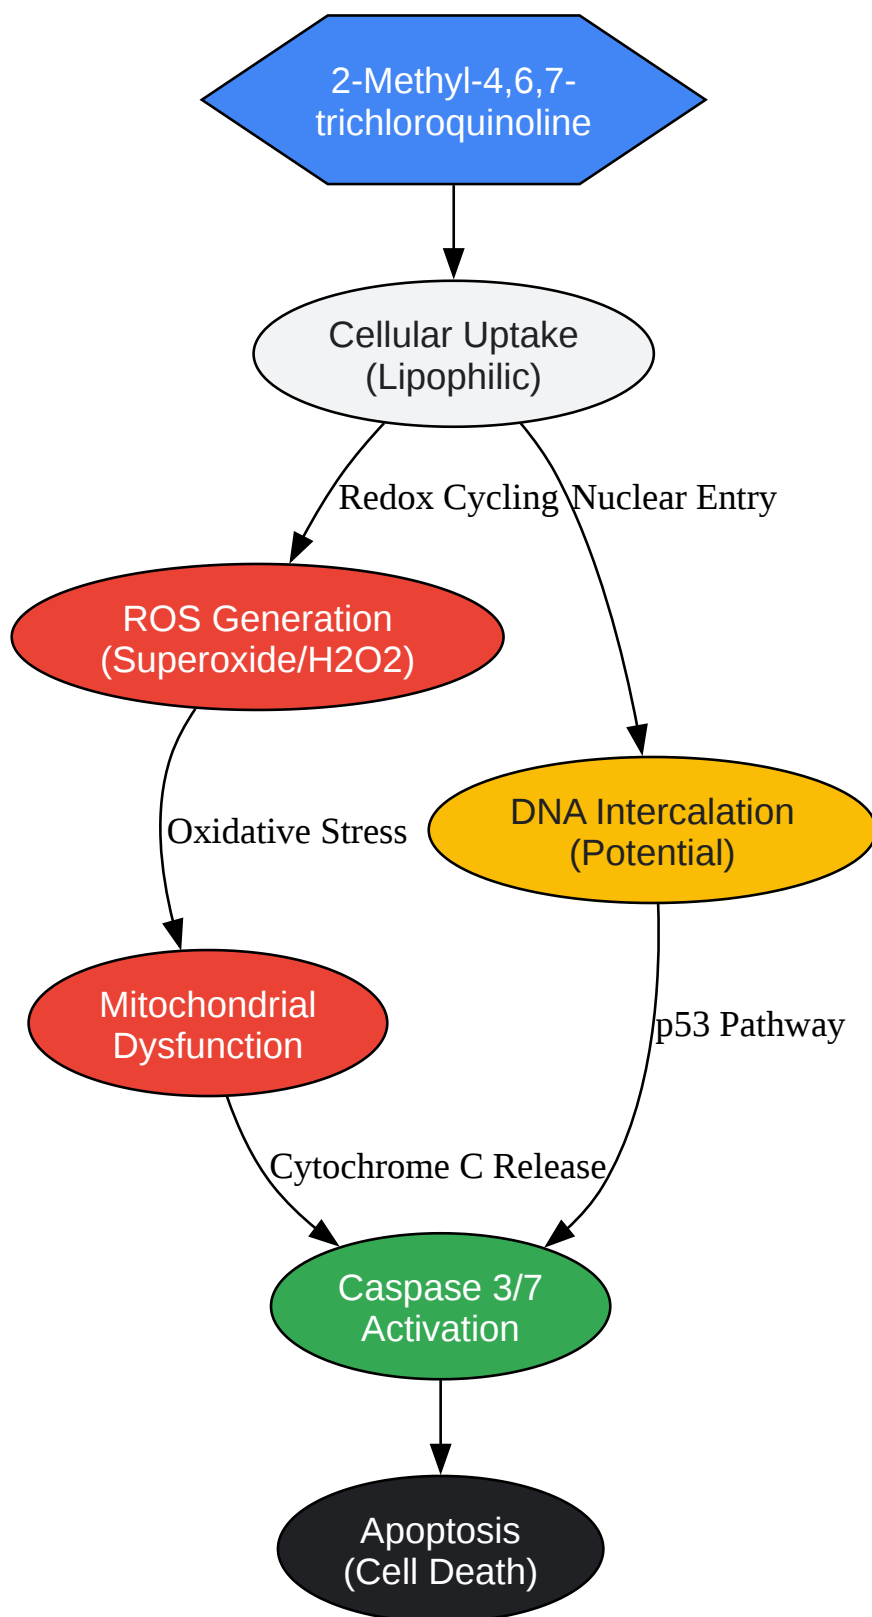 2-Methyl-4,6,7-
trichloroquinoline
Cellular Uptake
(Lipophilic)
Redox Cycling
Nuclear Entry
ROS Generation
(Superoxide/H2O2)
DNA Intercalation
(Potential)
Oxidative Stress
Mitochondrial
Dysfunction
p53 Pathway
Cytochrome C Release
Caspase 3/7
Activation
Apoptosis
(Cell Death)